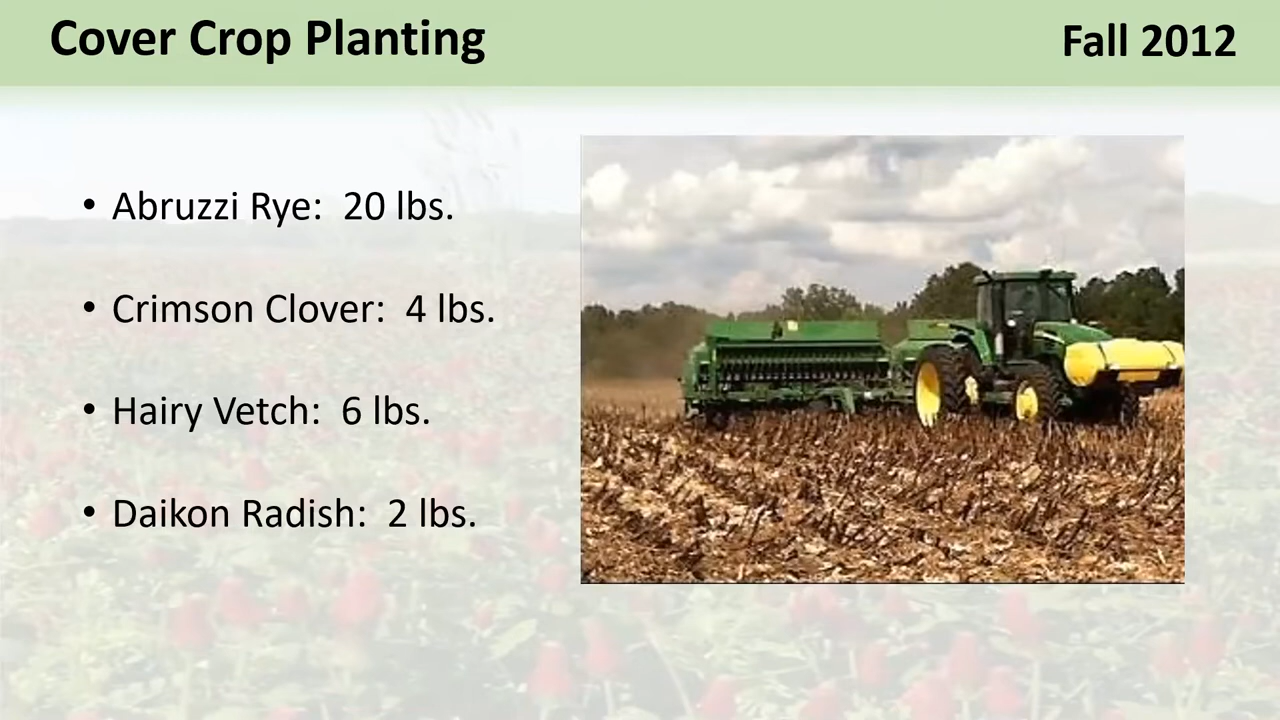 Cover Crop Planting
Fall 2012
• Abruzzi Rye:  20 lbs.
• Crimson Clover:  4 lbs.
• Hairy Vetch:  6 lbs.
• Daikon Radish:  2 lbs.